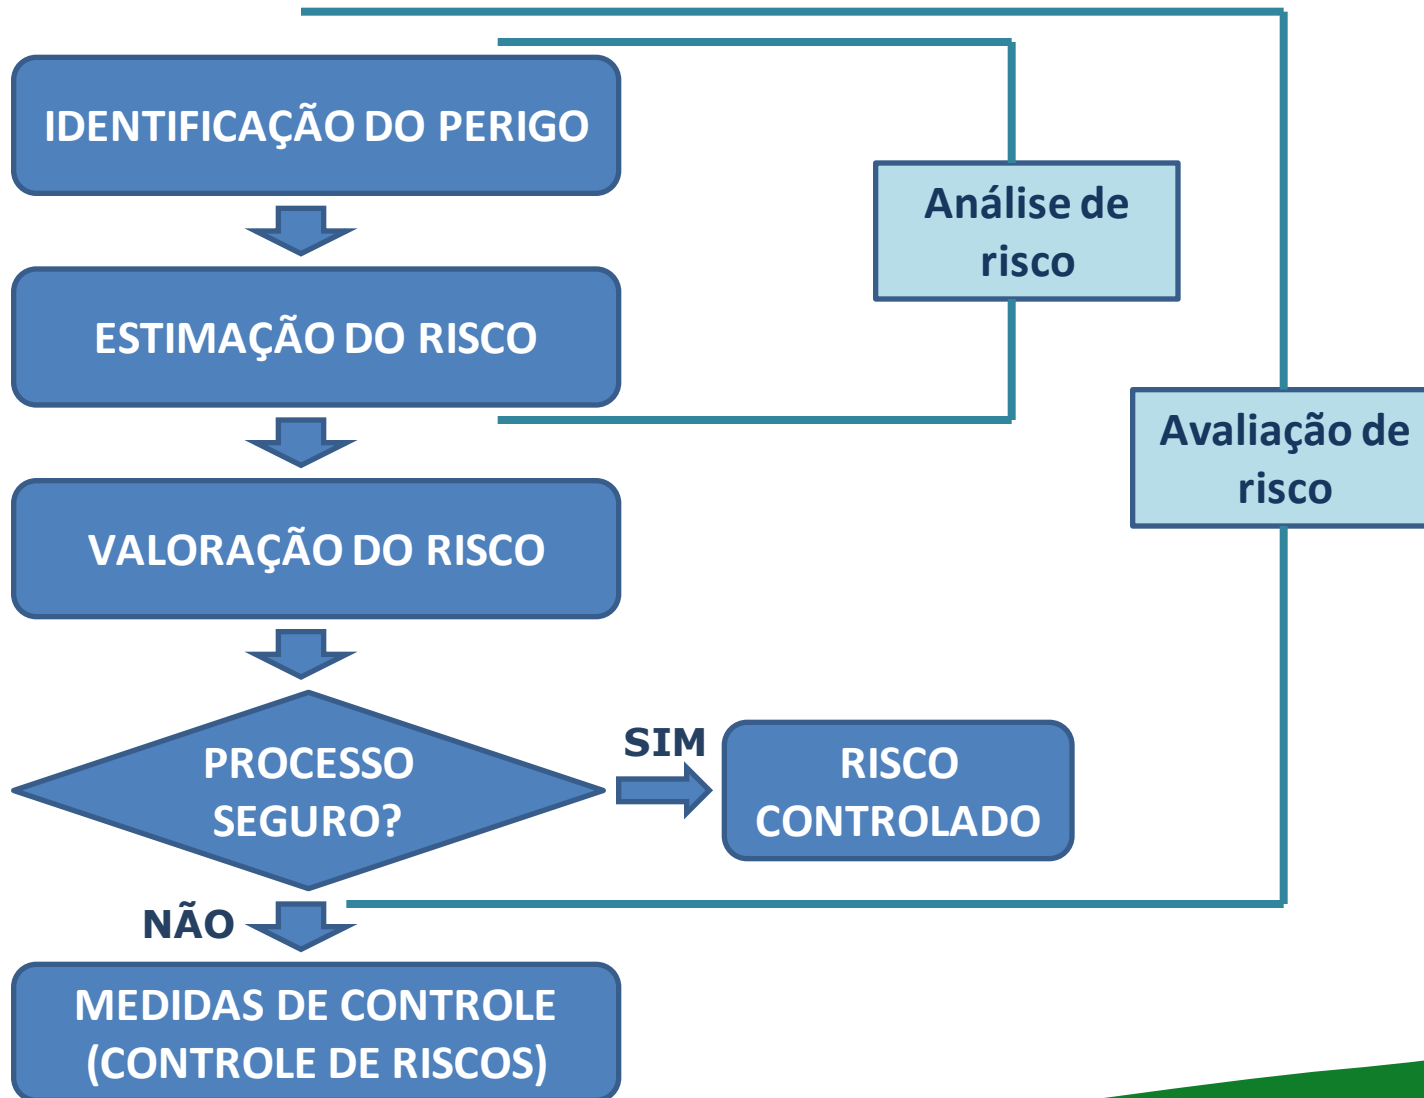 IDENTIFICAÇÃO DO PERIGO
Análise de
risco
ESTIMAÇÃO DO RISCO
Avaliação de
risco
VALORAÇÃO DO RISCO
PROCESSO
SEGURO?
SIM
RISCO
CONTROLADO
NÃO
MEDIDAS DE CONTROLE
(CONTROLE DE RISCOS)